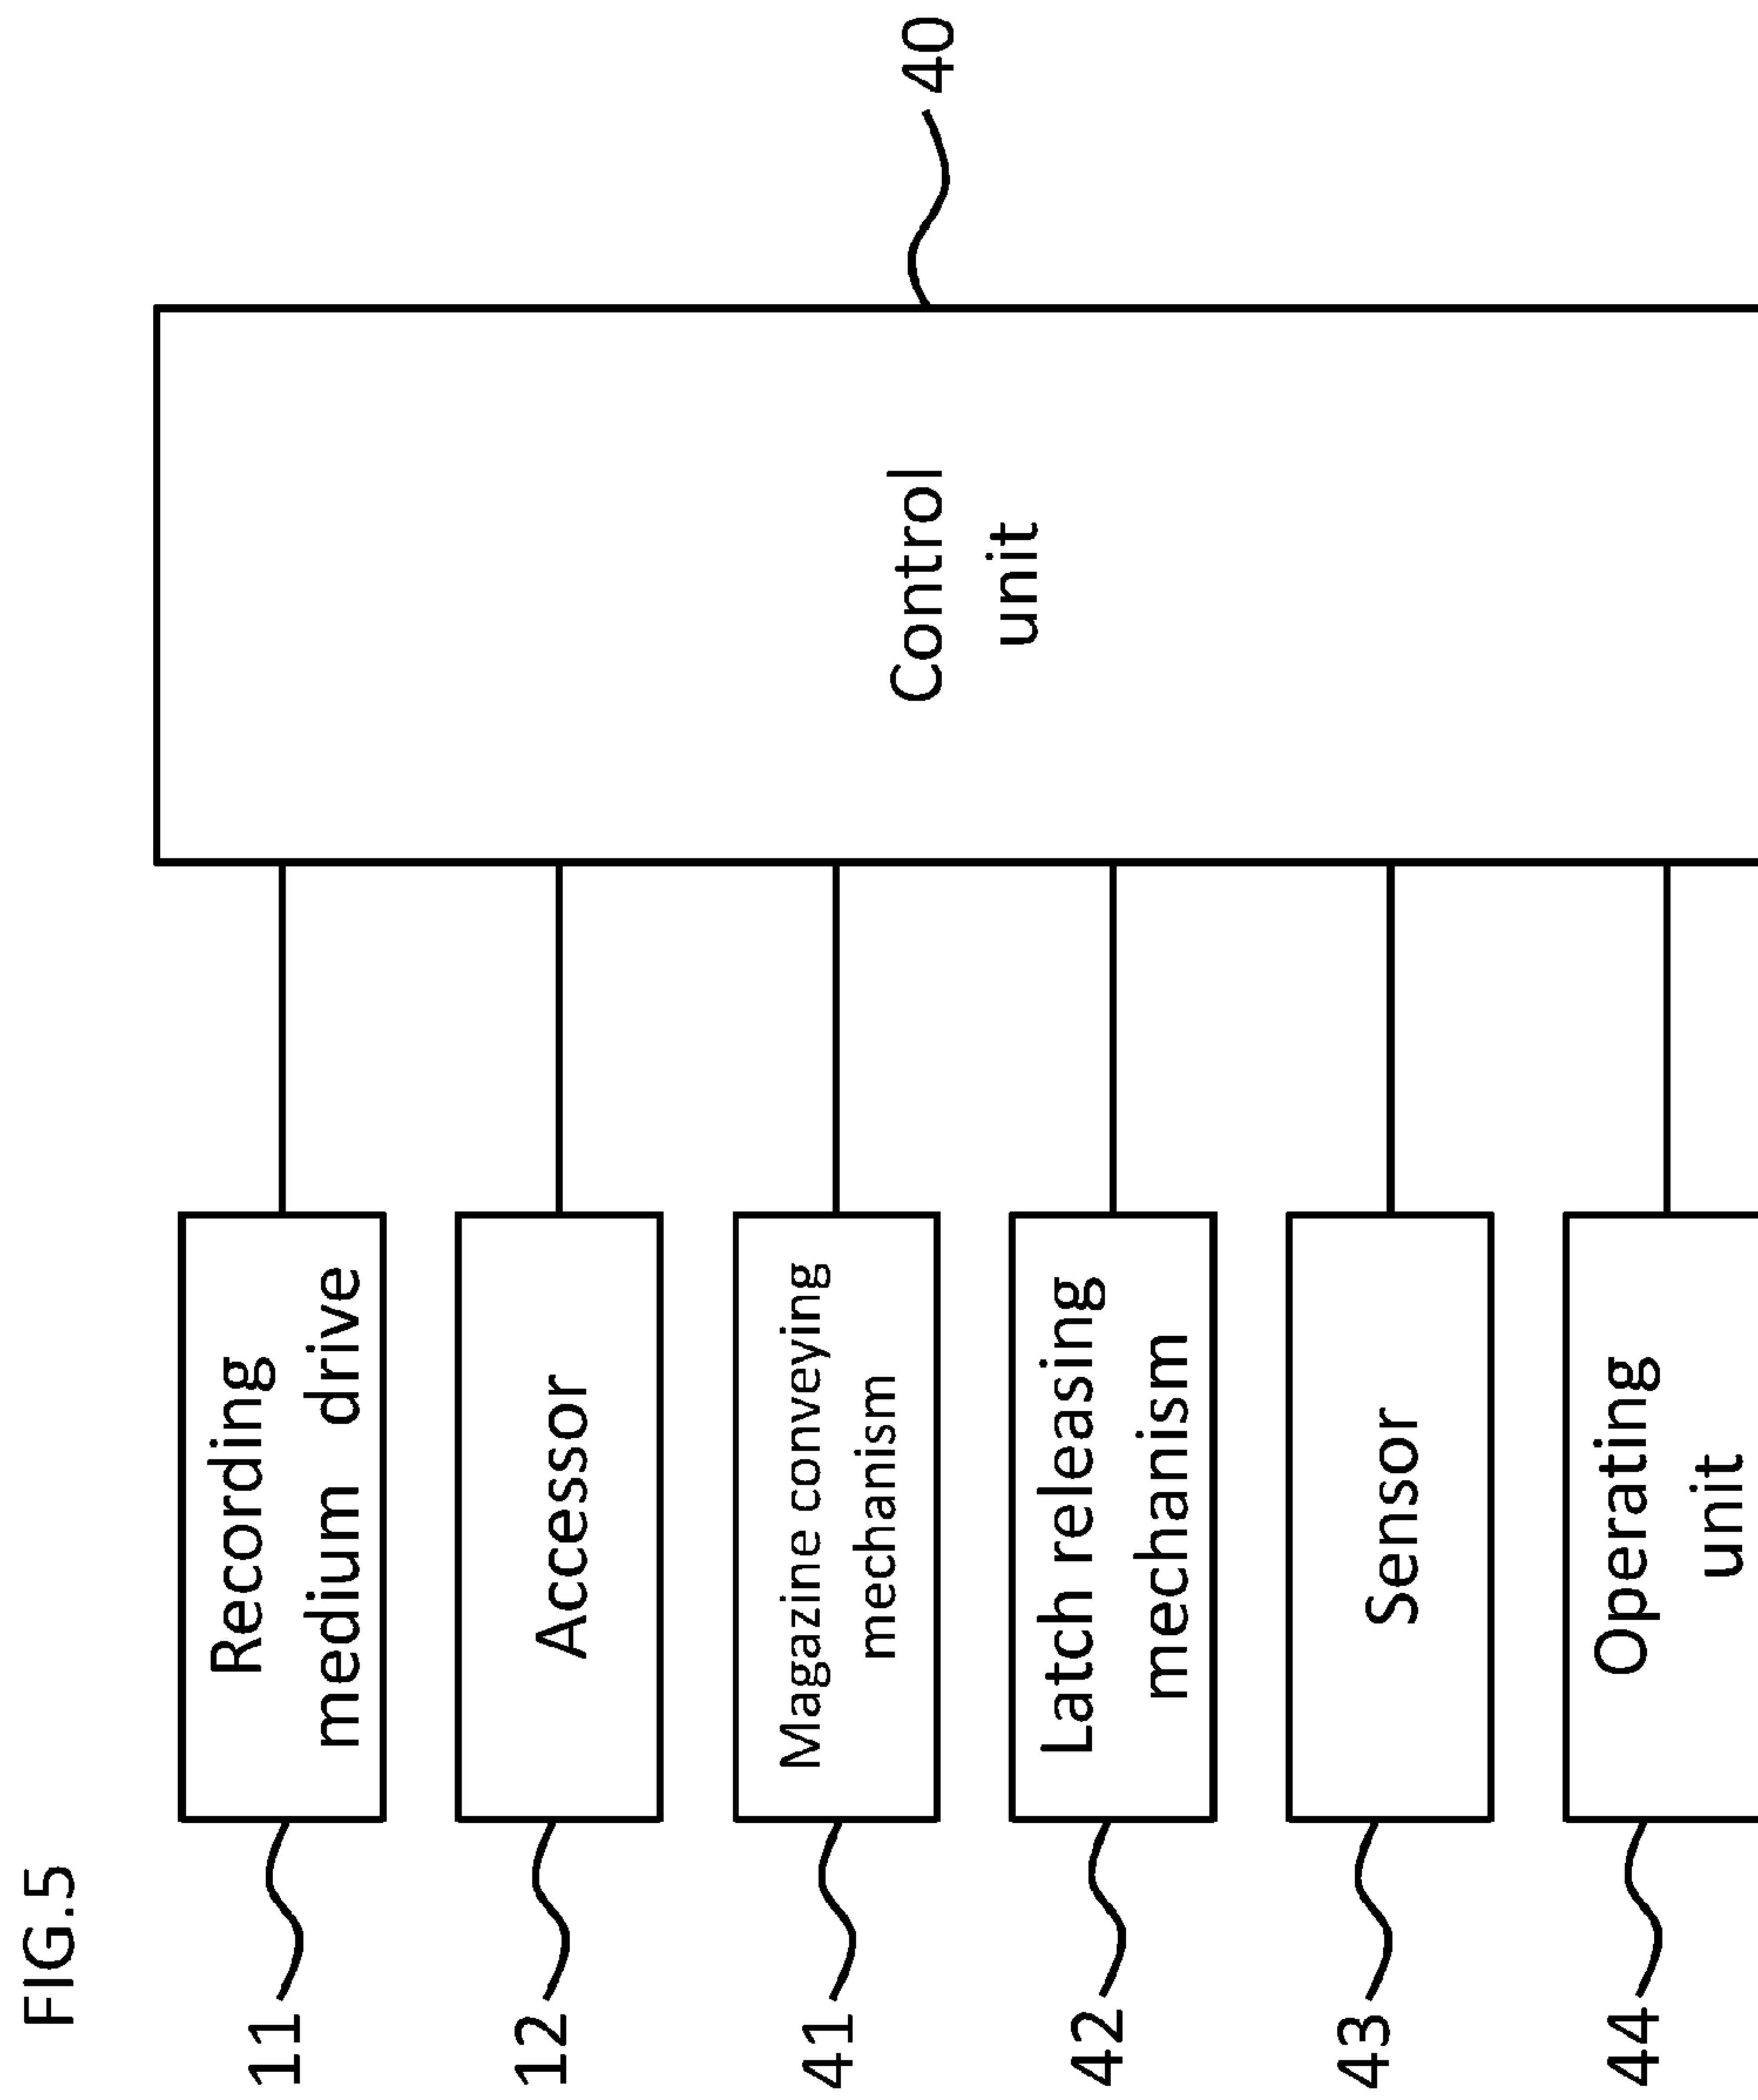 FIG.5
11
Recording
medium drive
12
Accessor
41
Magazine conveying
mechanism
42
Latch releasing
mechanism
43
Sensor
44
Operating
unit
Control
unit
40